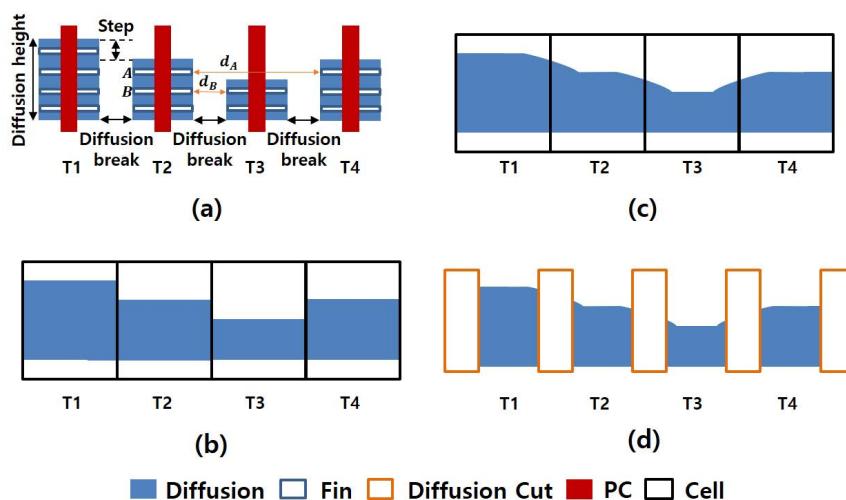 Step
Diffusion height
A
B
d_A
d_B
Diffusion break
Diffusion break
Diffusion break
T1
T2
T3
T4
(a)
T1
T2
T3
T4
(c)
T1
T2
T3
T4
(b)
T1
T2
T3
T4
(d)
Diffusion
Fin
Diffusion Cut
PC
Cell